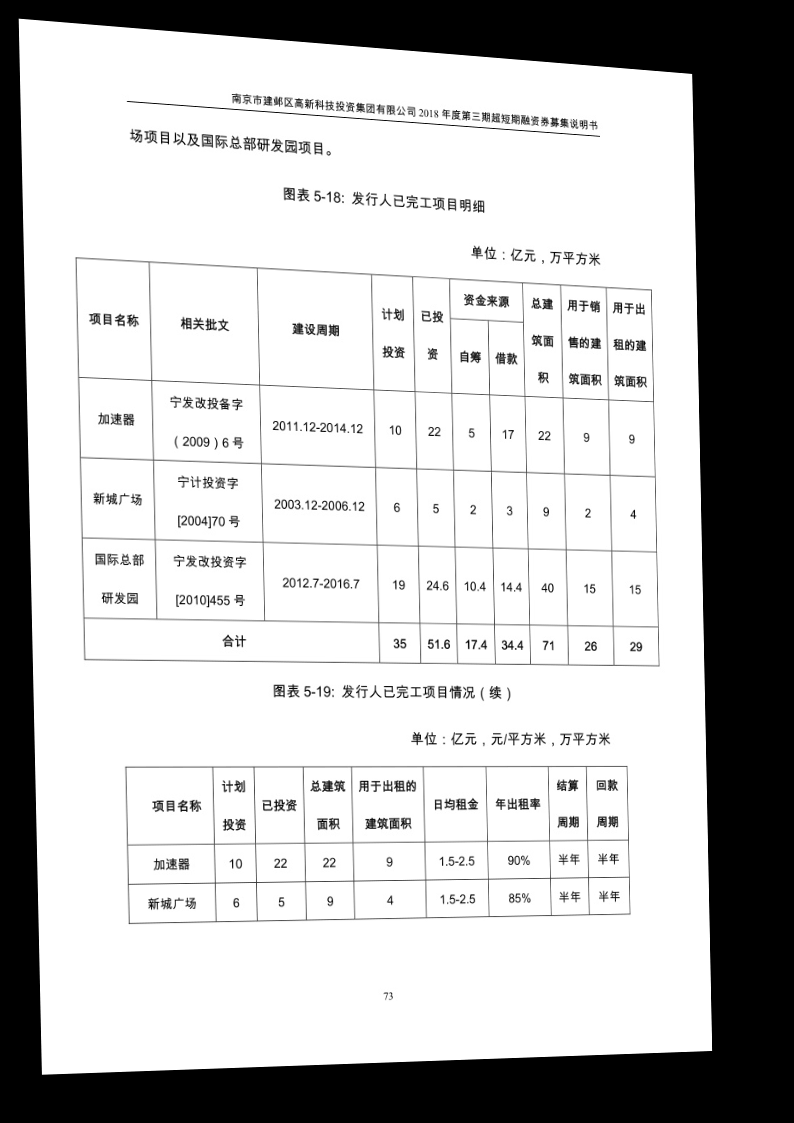 南京市建邺区高新科技投资集团有限公司 2018 年度第三期超短期融资券募集说明书
场项目以及国际总部研发园项目。
图表 5-18: 发行人已完工项目明细
单位：亿元，万平方米
项目名称 相关批文 建设周期 计划投资 已投资 资金来源 总建筑面积 用于销售的建筑面积 用于出租的建筑面积
自筹 借款
加速器 宁发改投备字（2009）6 号 2011.12-2014.12 10 22 5 17 22 9 9
新城广场 宁计投资字[2004]70 号 2003.12-2006.12 6 5 2 3 9 2 4
国际总部研发园 宁发改投资字[2010]455 号 2012.7-2016.7 19 24.6 10.4 14.4 40 15 15
合计 35 51.6 17.4 34.4 71 26 29
图表 5-19: 发行人已完工项目情况（续）
单位：亿元，元/平方米，万平方米
项目名称 计划投资 已投资 总建筑面积 用于出租的建筑面积 日均租金 年出租率 结算周期 回款周期
加速器 10 22 22 9 1.5-2.5 90% 半年 半年
新城广场 6 5 9 4 1.5-2.5 85% 半年 半年
73